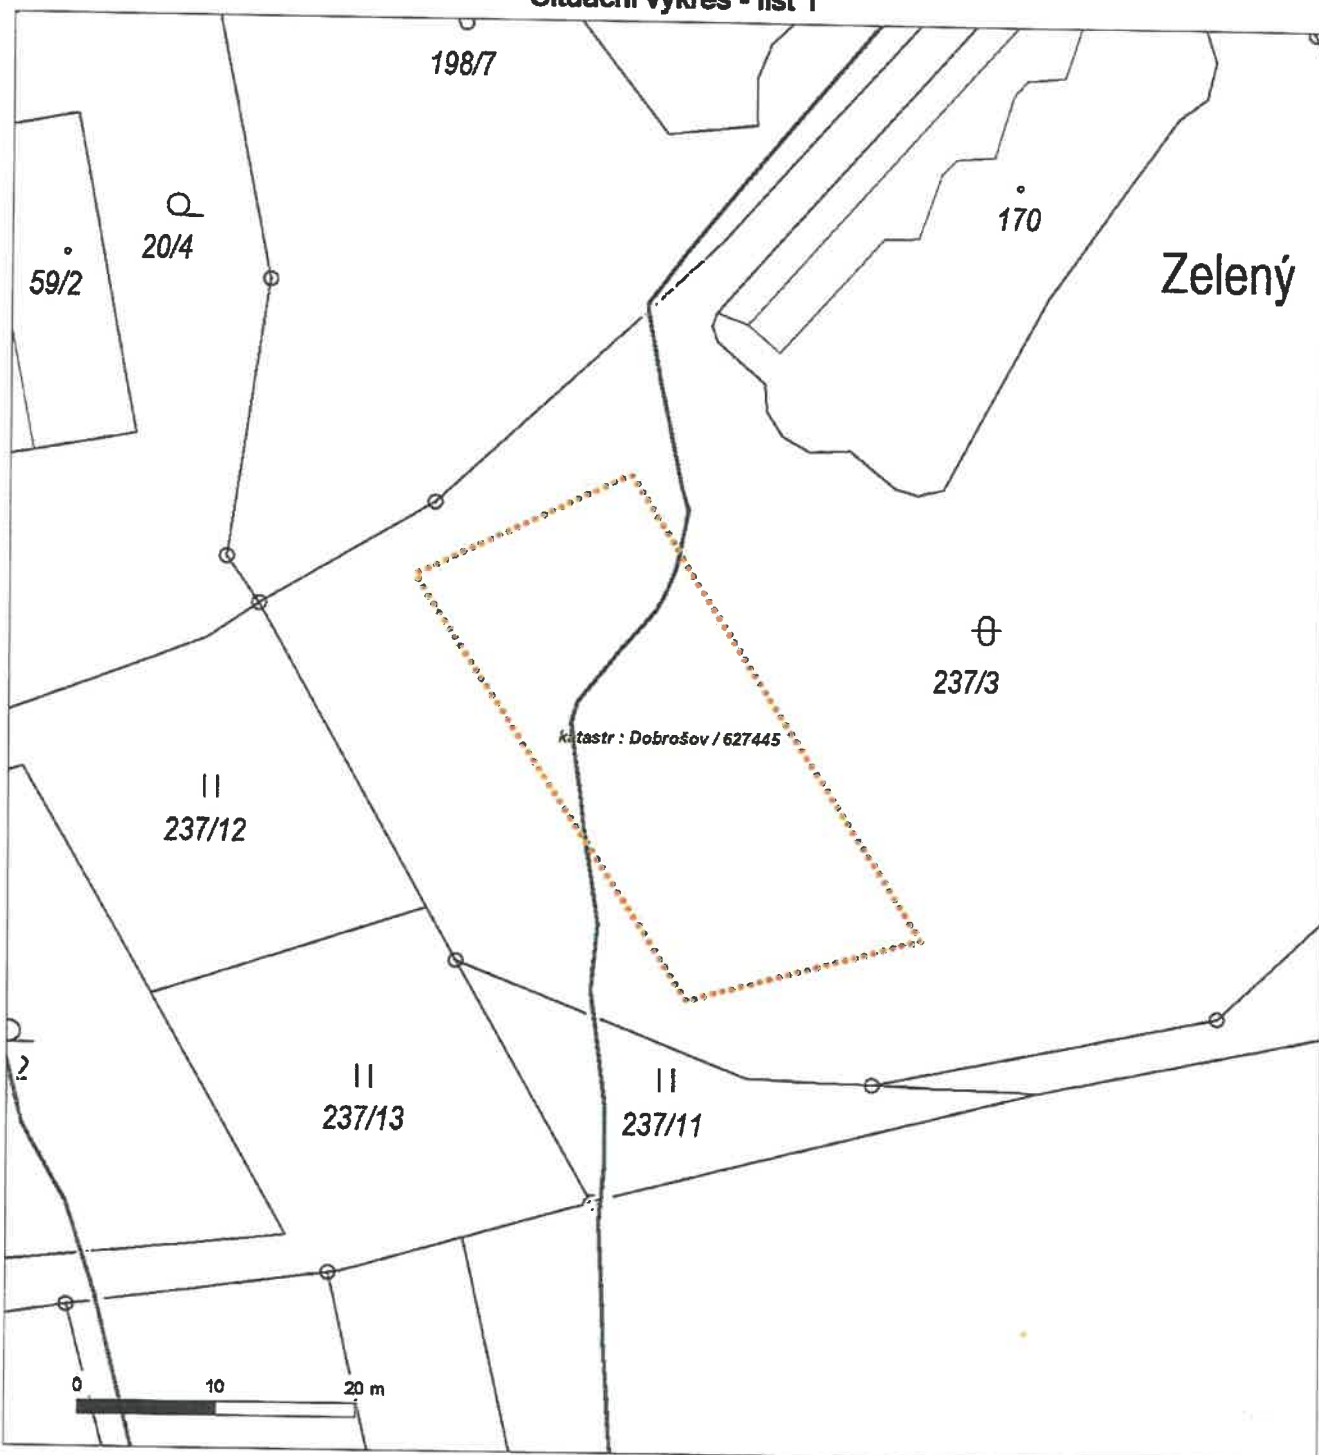 Situační výkres - list 1
198/7
20/4
59/2
170
Zelený
237/3
katastr : Dobrošov / 627445
237/12
2
237/13
237/11
0 10 20 m